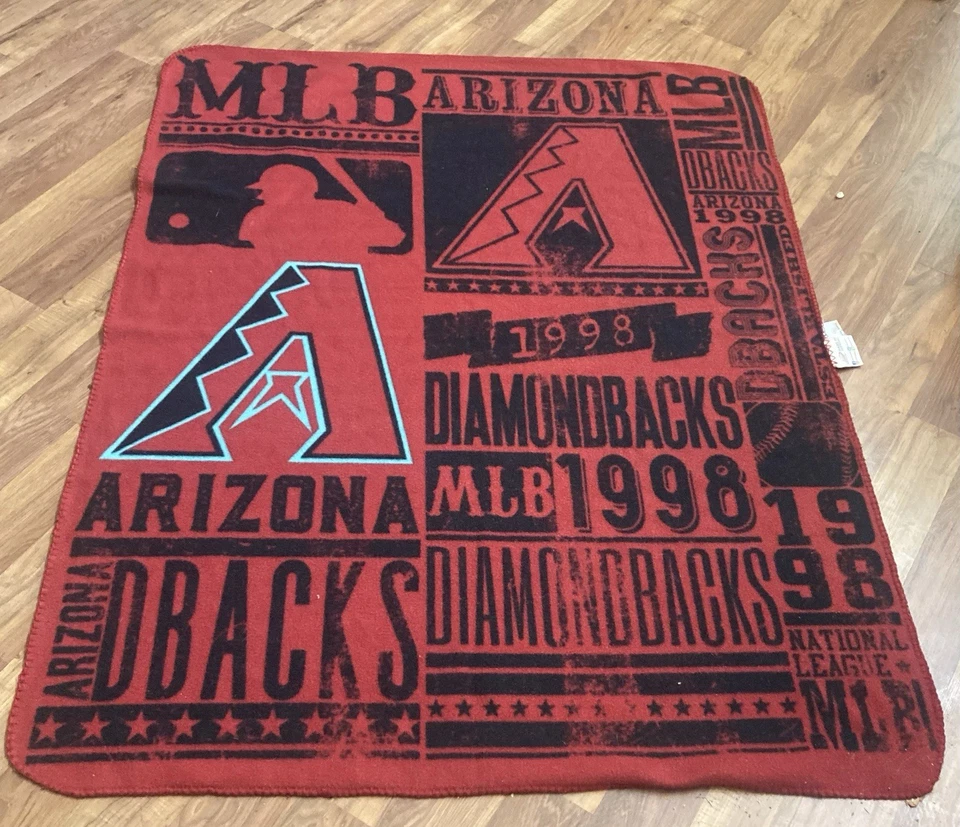 MLB
ARIZONA
DBACKS
ARIZONA
ARIZONA
1998
DIAMONDBACKS
MLB 1998
DIAMONDBACKS
MLB
DBACKS
ARIZONA
1998
DBACKS
ESTABLISHED
19
98
NATIONAL
LEAGUE
MLB